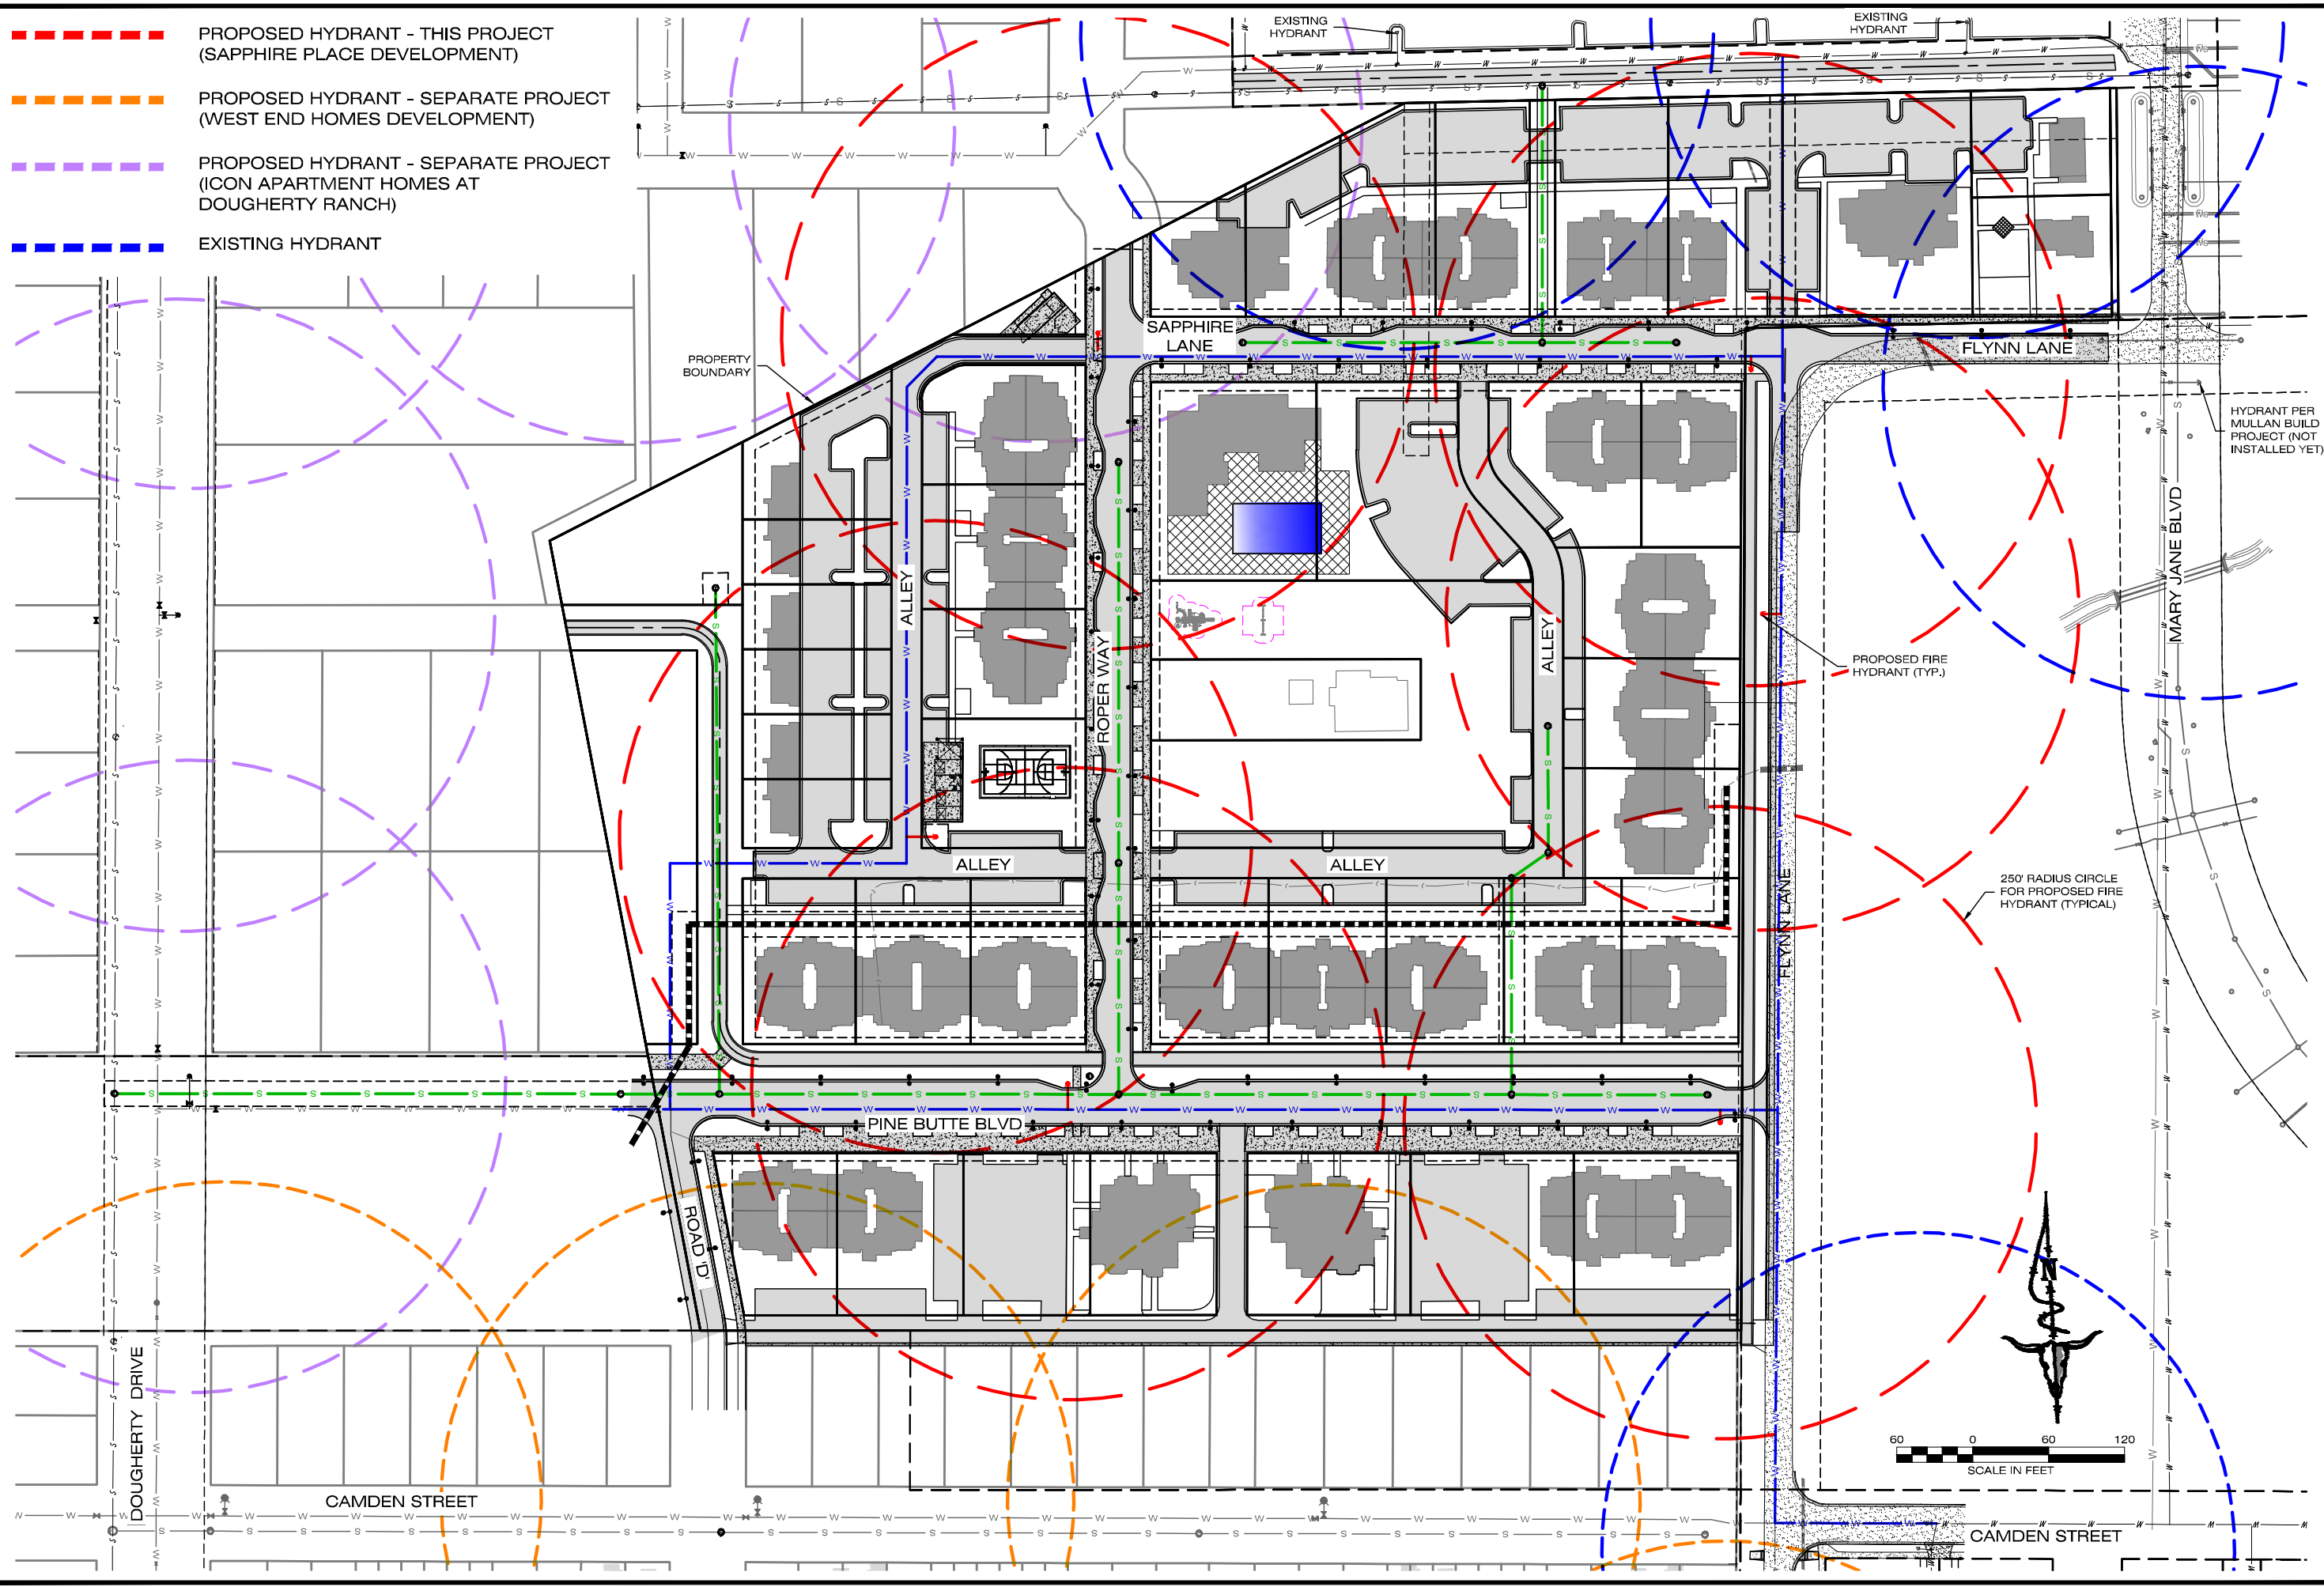 PROPOSED HYDRANT - THIS PROJECT
(SAPPHIRE PLACE DEVELOPMENT)
PROPOSED HYDRANT - SEPARATE PROJECT
(WEST END HOMES DEVELOPMENT)
PROPOSED HYDRANT - SEPARATE PROJECT
(ICON APARTMENT HOMES AT
DOUGHERTY RANCH)
EXISTING HYDRANT
EXISTING
HYDRANT
EXISTING
HYDRANT
SAPPHIRE
LANE
FLYNN LANE
PROPERTY
BOUNDARY
HYDRANT PER
MULLAN BUILD
PROJECT (NOT
INSTALLED YET)
MARY JANE BLVD
ALLEY
ROPER WAY
ALLEY
PROPOSED FIRE
HYDRANT (TYP.)
ALLEY
ALLEY
250' RADIUS CIRCLE
FOR PROPOSED FIRE
HYDRANT (TYPICAL)
FLYNN LANE
PINE BUTTE BLVD
ROAD 'D'
N
60 0 60 120
SCALE IN FEET
DOUGHERTY DRIVE
CAMDEN STREET
CAMDEN STREET